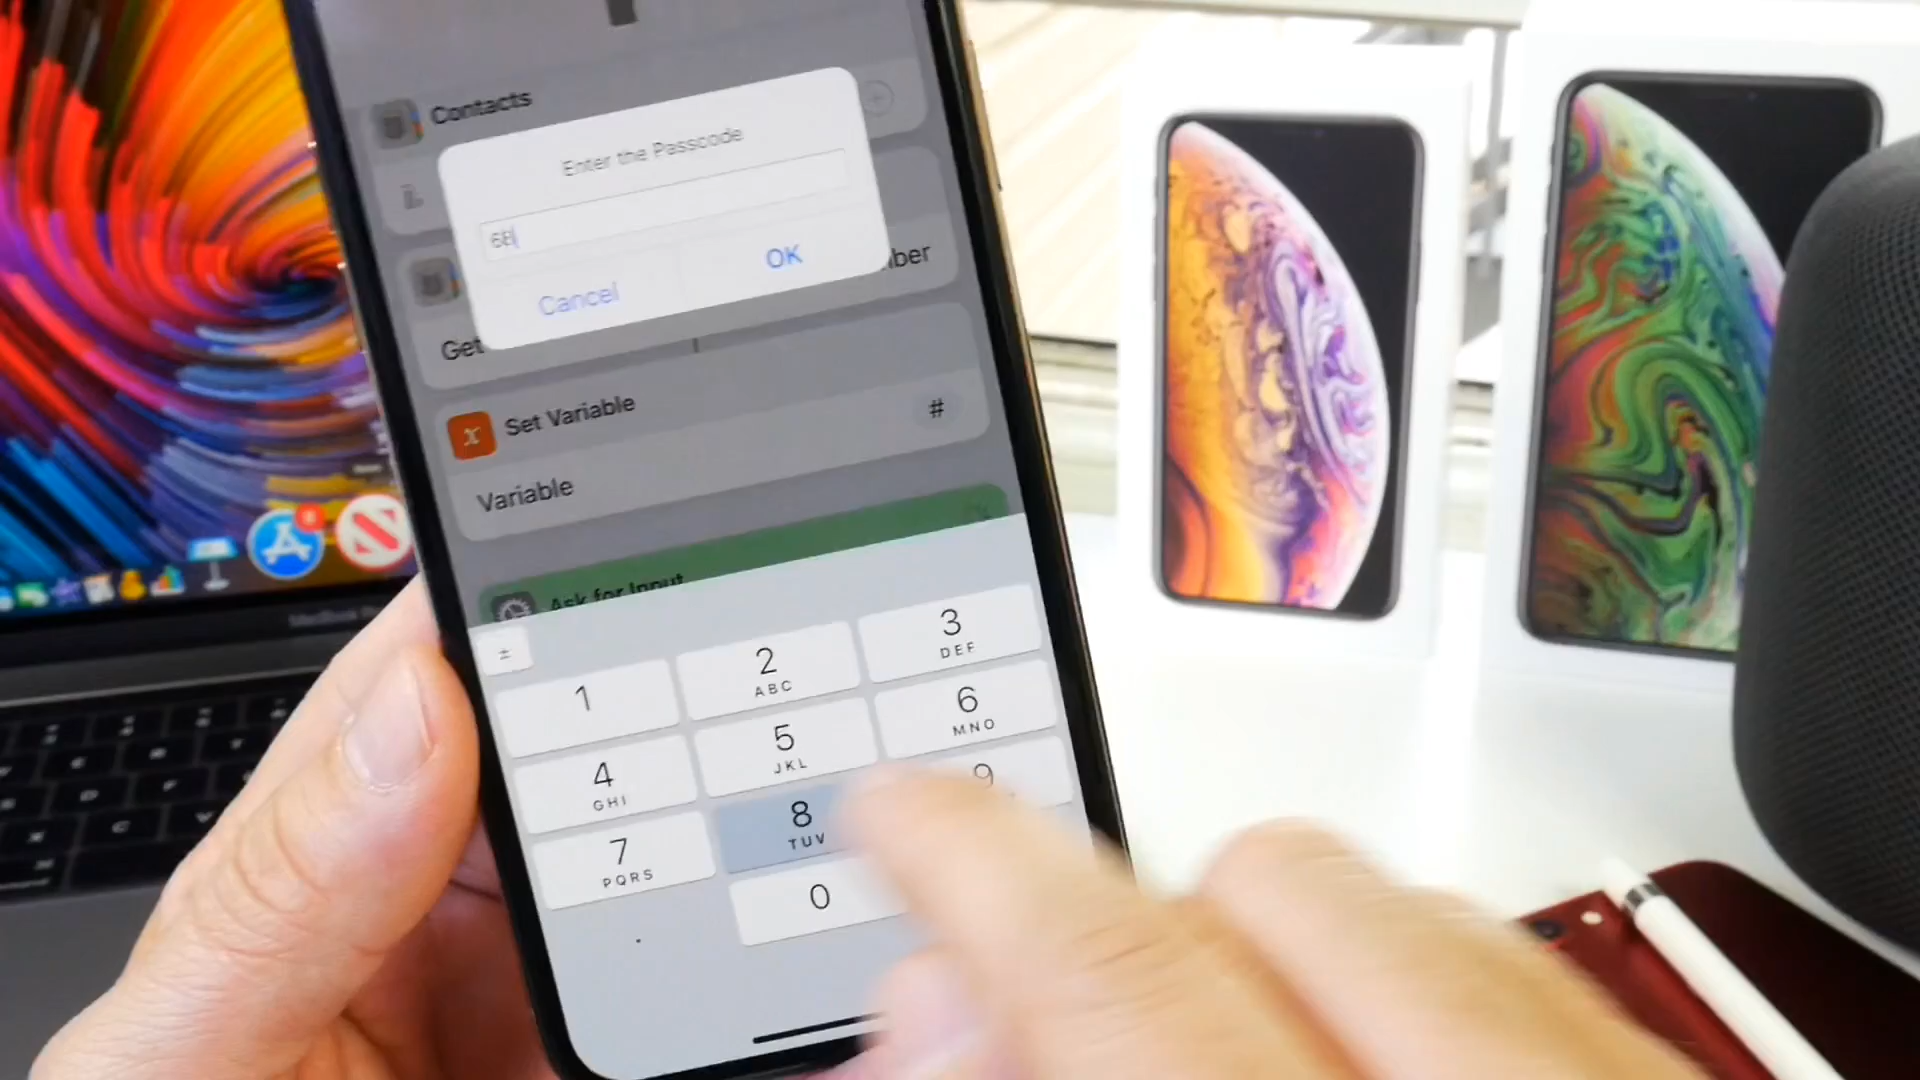 Contacts
Enter the Passcode
68
Cancel
OK
Get
nber
Set Variable
#
Variable
Ask for Input
±
1
2
ABC
3
DEF
4
GHI
5
JKL
6
MNO
7
PQRS
8
TUV
9
0
.